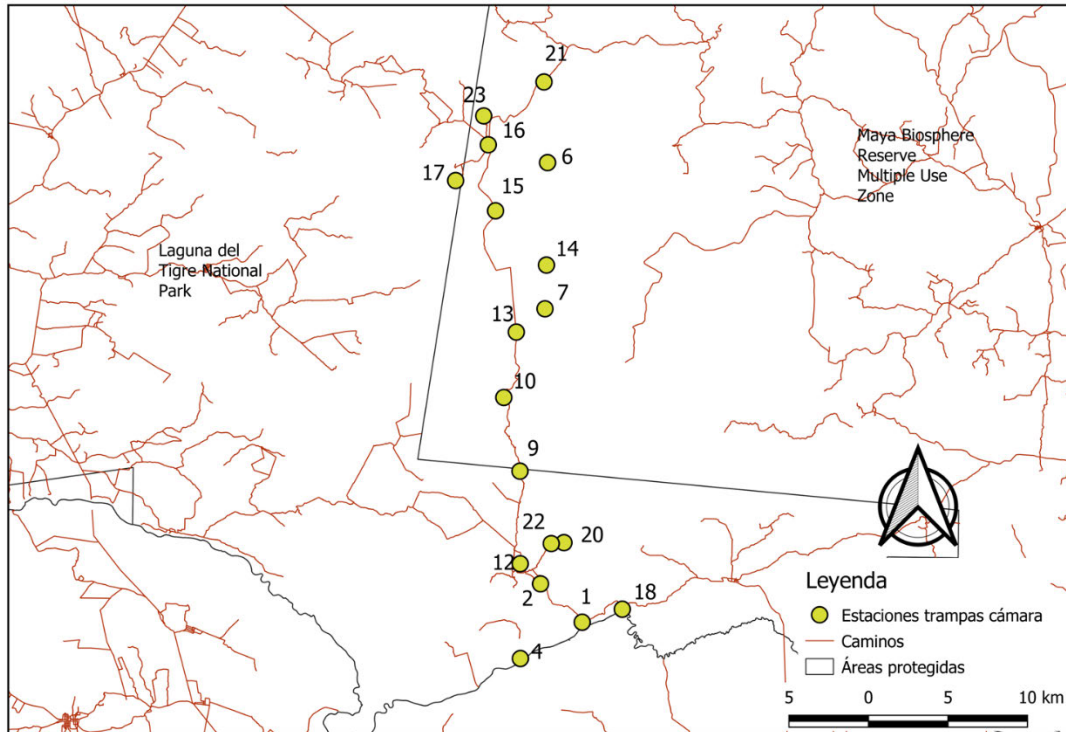 21
23
16
Maya Biosphere
Reserve
Multiple Use
Zone
6
17
15
Laguna del
Tigre National
Park
14
7
13
10
9
22
20
12
2
1
18
4
Leyenda
Estaciones trampas cámara
Caminos
Áreas protegidas
5 0 5 10 km